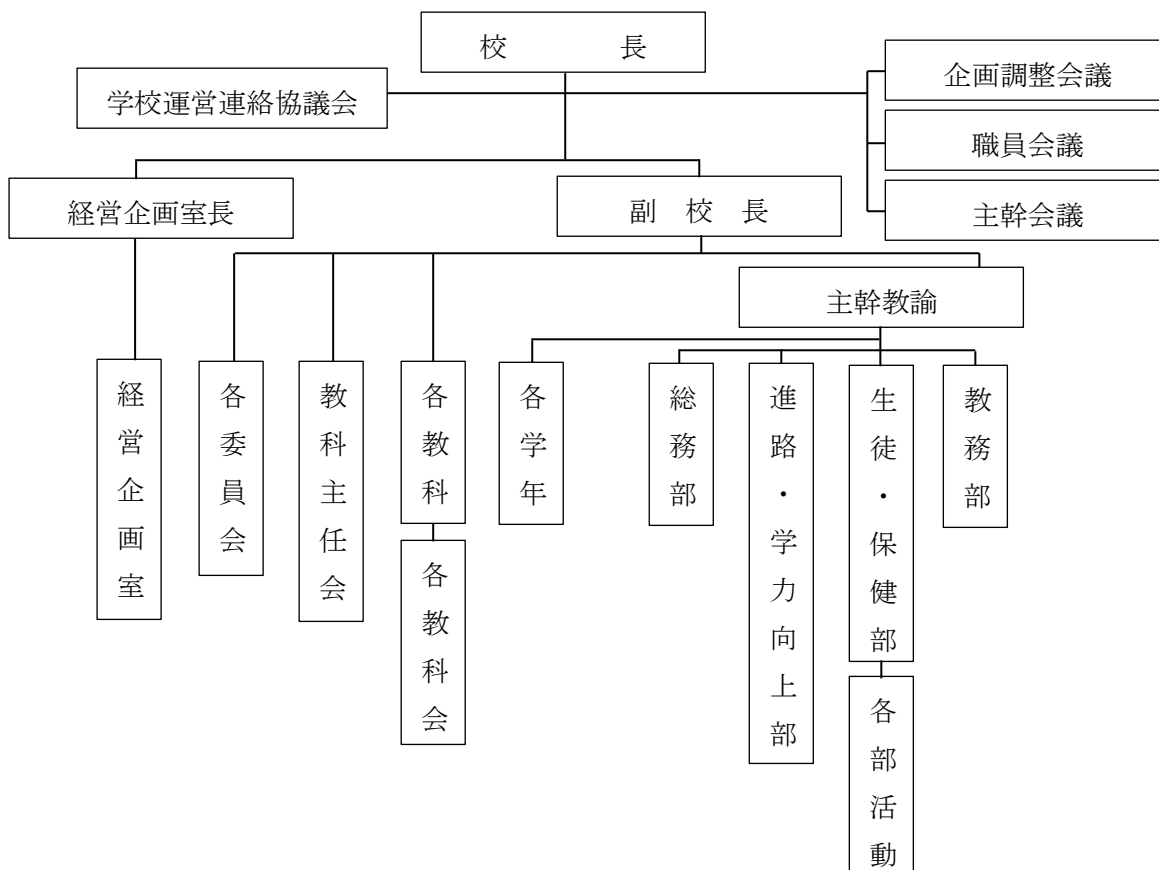 校　　　長
企画調整会議
学校運営連絡協議会
職員会議
経営企画室長
副　校　長
主幹会議
主幹教諭
経営企画室
各委員会
教科主任会
各教科
各学年
総務部
進路・学力向上部
生徒・保健部
教務部
各教科会
各部活動